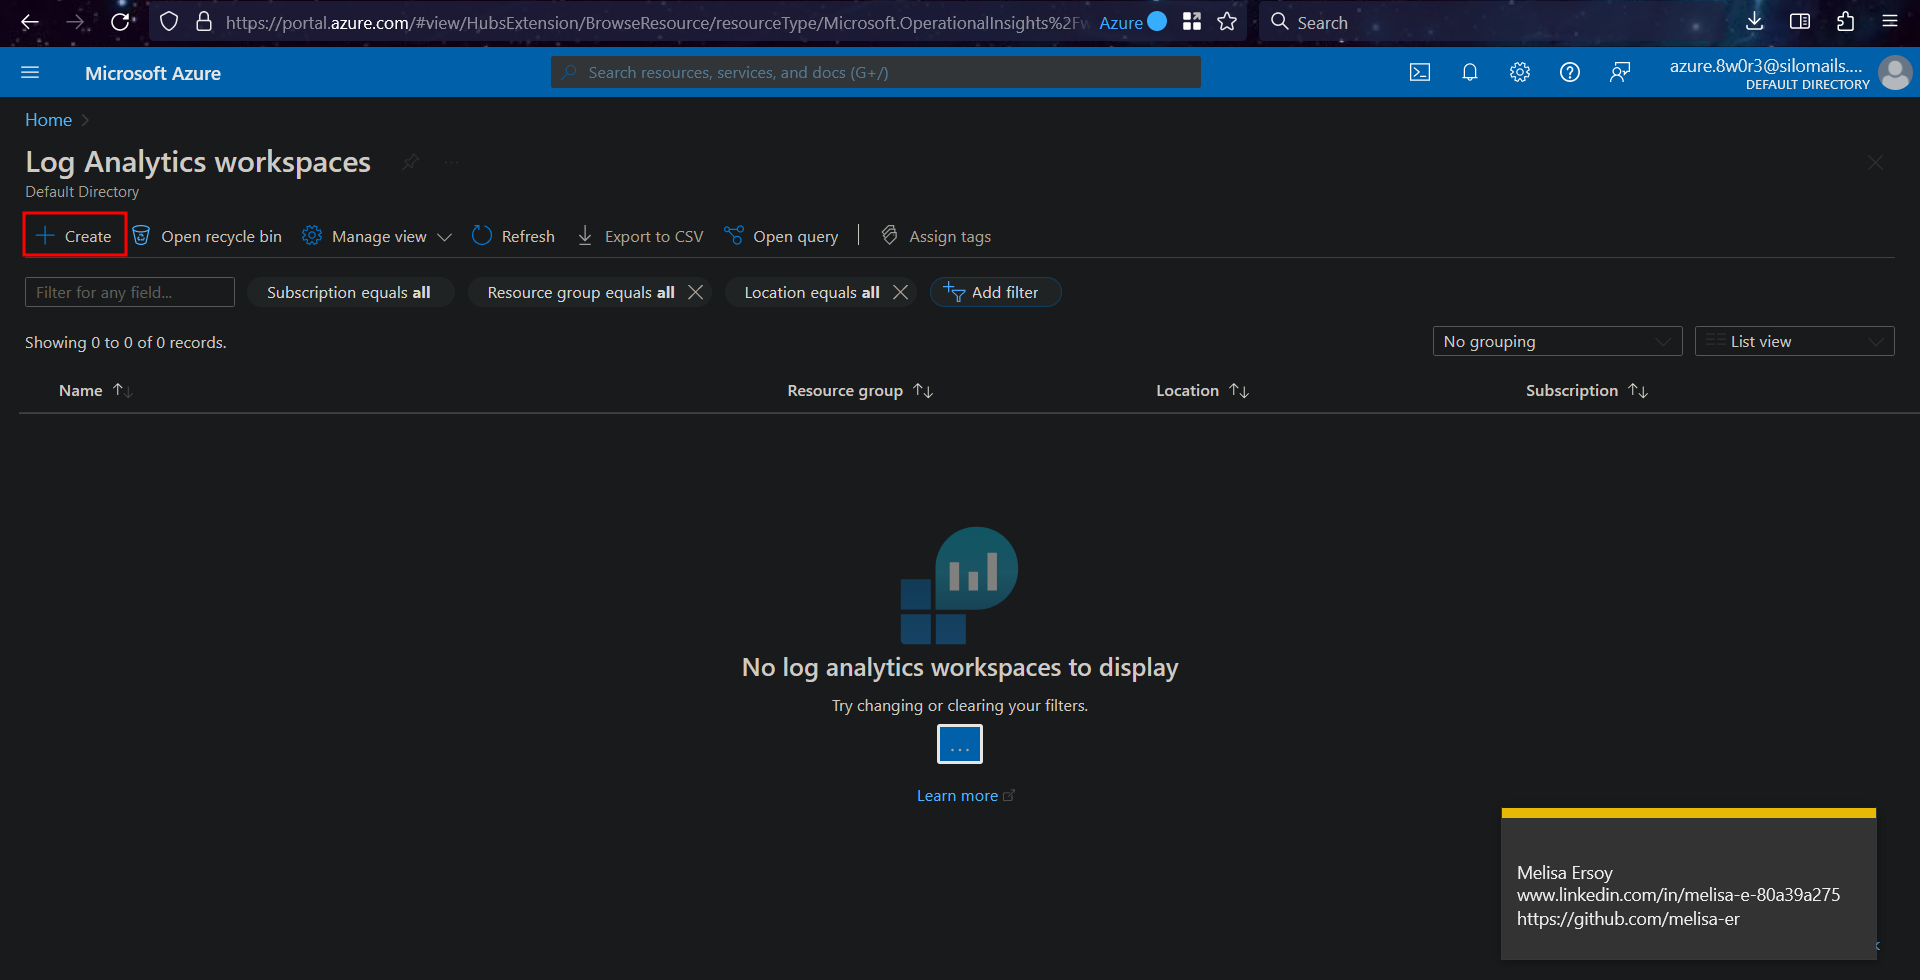 https://portal.azure.com/#view/HubsExtension/BrowseResource/resourceType/Microsoft.OperationalInsights%2F
Azure
Search
Microsoft Azure
Search resources, services, and docs (G+/)
azure.8w0r3@silomails....
DEFAULT DIRECTORY
Home
Log Analytics workspaces
...
Default Directory
Create
Open recycle bin
Manage view
Refresh
Export to CSV
Open query
Assign tags
Filter for any field...
Subscription equals all
Resource group equals all
Location equals all
Add filter
Showing 0 to 0 of 0 records.
No grouping
List view
Name
Resource group
Location
Subscription
No log analytics workspaces to display
Try changing or clearing your filters.
...
Learn more
Melisa Ersoy
www.linkedin.com/in/melisa-e-80a39a275
https://github.com/melisa-er